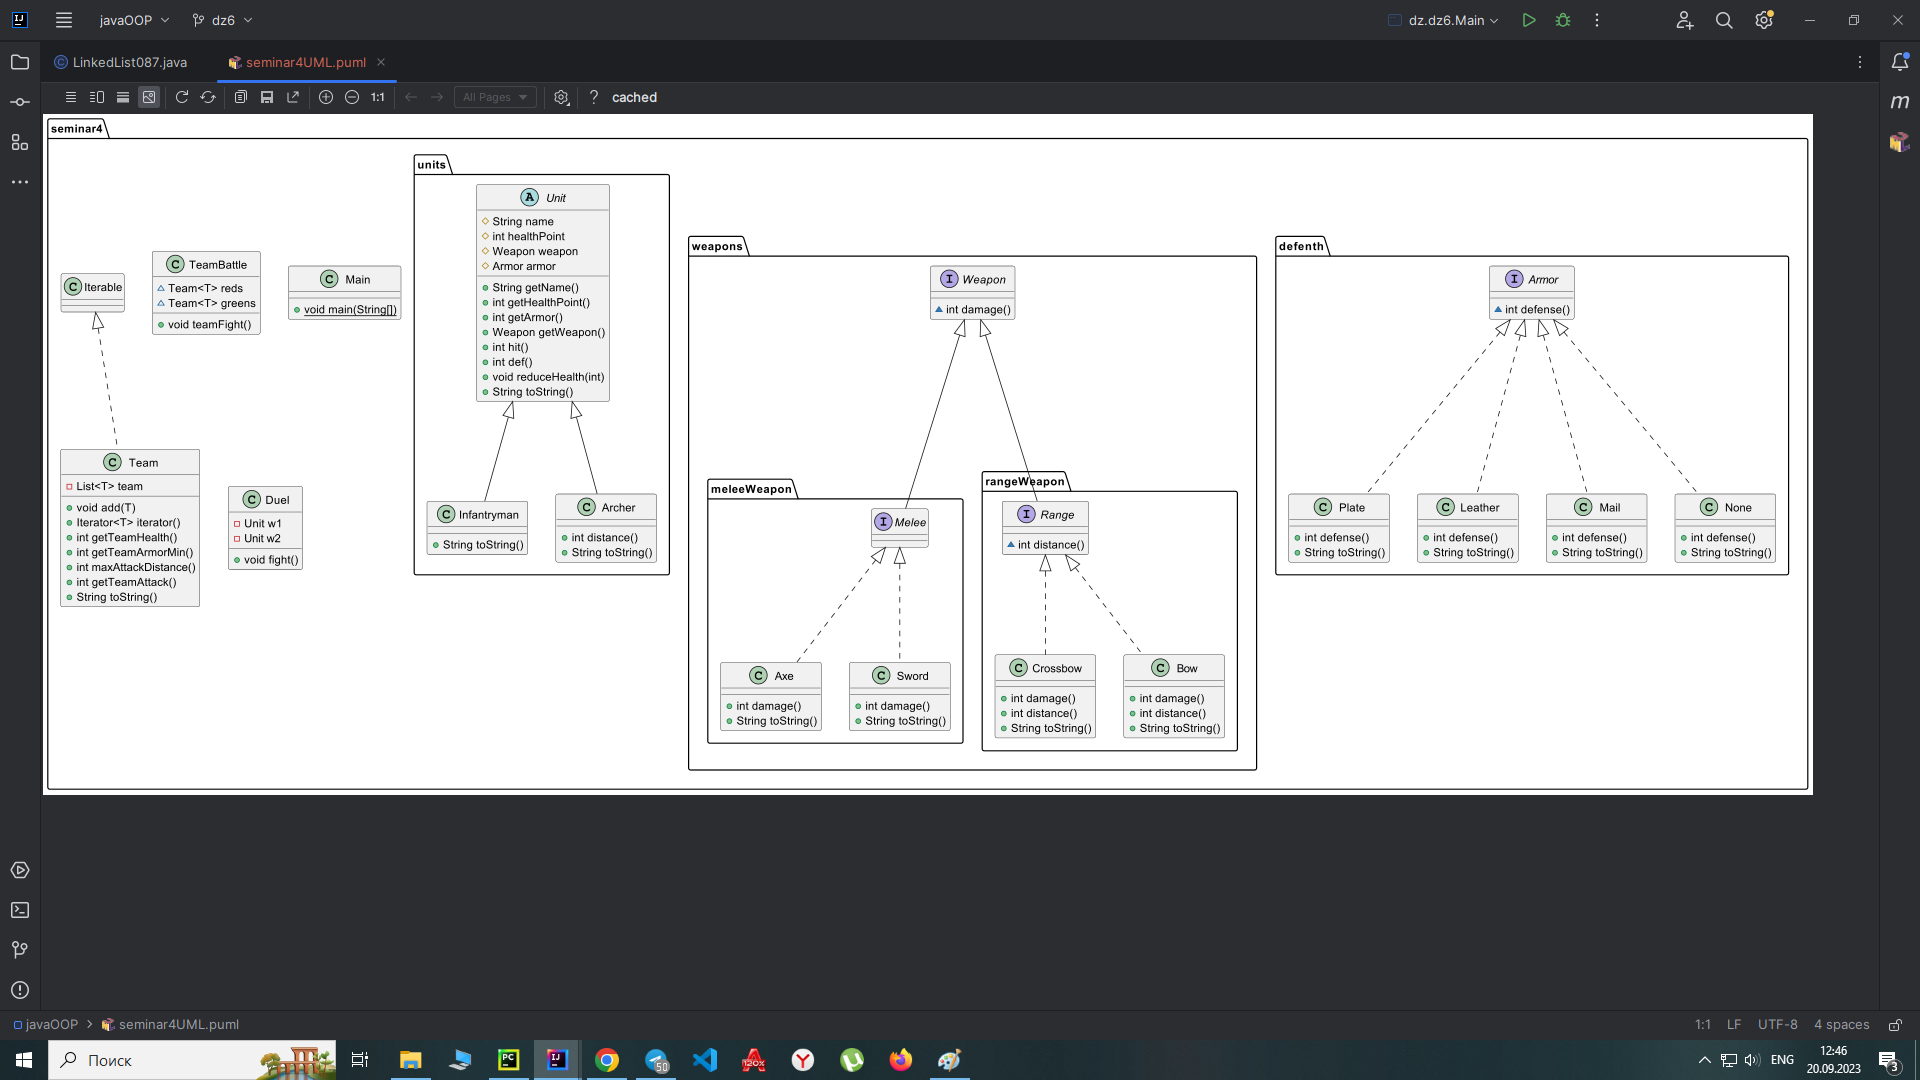 javaOOP
dz6
dz.dz6.Main
LinkedList087.java
seminar4UML.puml
1:1
All Pages
?
cached
seminar4
units
A Unit
String name
int healthPoint
Weapon weapon
Armor armor
String getName()
int getHealthPoint()
int getArmor()
Weapon getWeapon()
int hit()
int def()
void reduceHealth(int)
String toString()
C Iterable
C TeamBattle
Team<T> reds
Team<T> greens
void teamFight()
C Main
void main(String[])
C Team
List<T> team
void add(T)
Iterator<T> iterator()
int getTeamHealth()
int getTeamArmorMin()
int maxAttackDistance()
int getTeamAttack()
String toString()
C Duel
Unit w1
Unit w2
void fight()
C Infantryman
String toString()
C Archer
int distance()
String toString()
weapons
I Weapon
int damage()
meleeWeapon
I Melee
C Axe
int damage()
String toString()
C Sword
int damage()
String toString()
rangeWeapon
I Range
int distance()
C Crossbow
int damage()
int distance()
String toString()
C Bow
int damage()
int distance()
String toString()
defenth
I Armor
int defense()
C Plate
int defense()
String toString()
C Leather
int defense()
String toString()
C Mail
int defense()
String toString()
C None
int defense()
String toString()
javaOOP > seminar4UML.puml
1:1 LF UTF-8 4 spaces
Поиск
ENG
12:46
20.09.2023
3